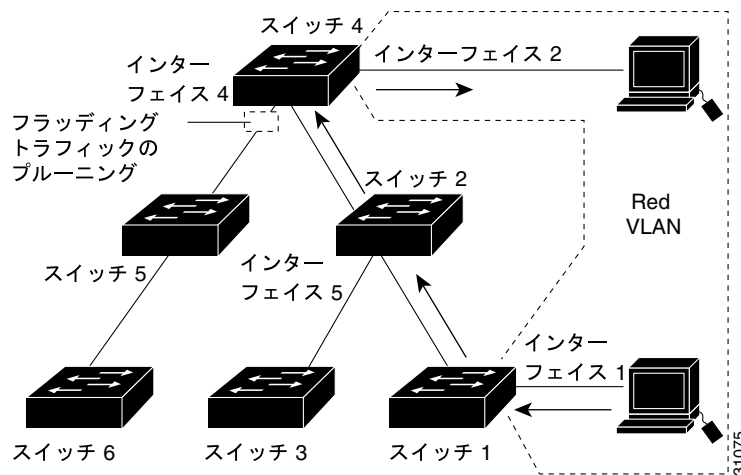 スイッチ 4
インター
フェイス 4
インターフェイス 2
フラッディング
トラフィックの
プルーニング
スイッチ 2
Red
VLAN
スイッチ 5
インター
フェイス 5
インター
フェイス 1
スイッチ 6
スイッチ 3
スイッチ 1